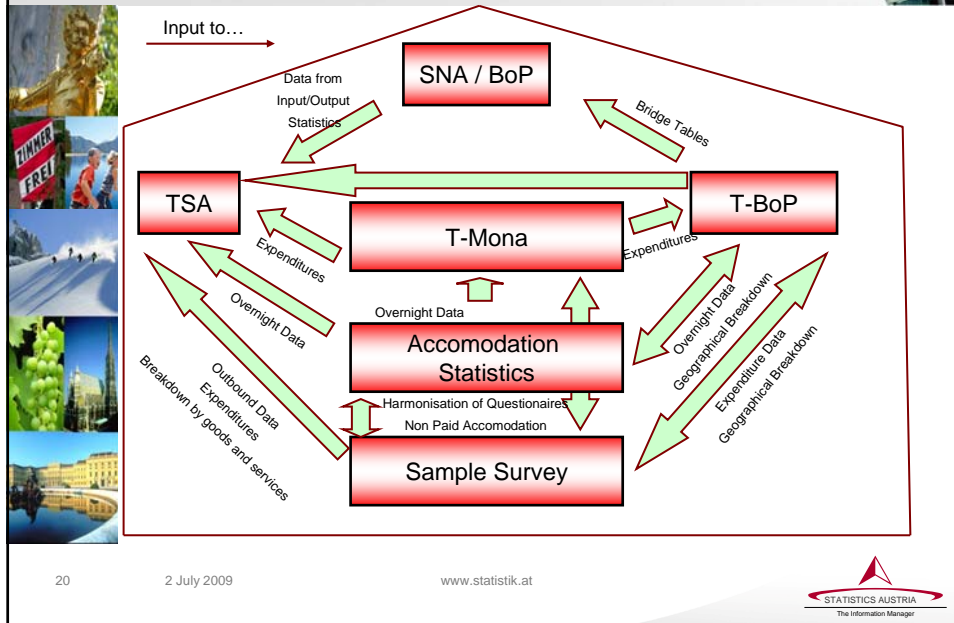 Input to…
SNA / BoP
Data from
Input/Output
Statistics
Bridge Tables
ZIMMER
FREI
TSA
T-BoP
T-Mona
Expenditures
Expenditures
Overnight Data
Overnight Data
Accomodation
Statistics
Overnight Data
Geographical Breakdown
Expenditure Data
Geographical Breakdown
Outbound Data
Expenditures
Breakdown by goods and services
Harmonisation of Questionaires
Non Paid Accomodation
Sample Survey
20
2 July 2009
www.statistik.at
STATISTICS AUSTRIA
The Information Manager